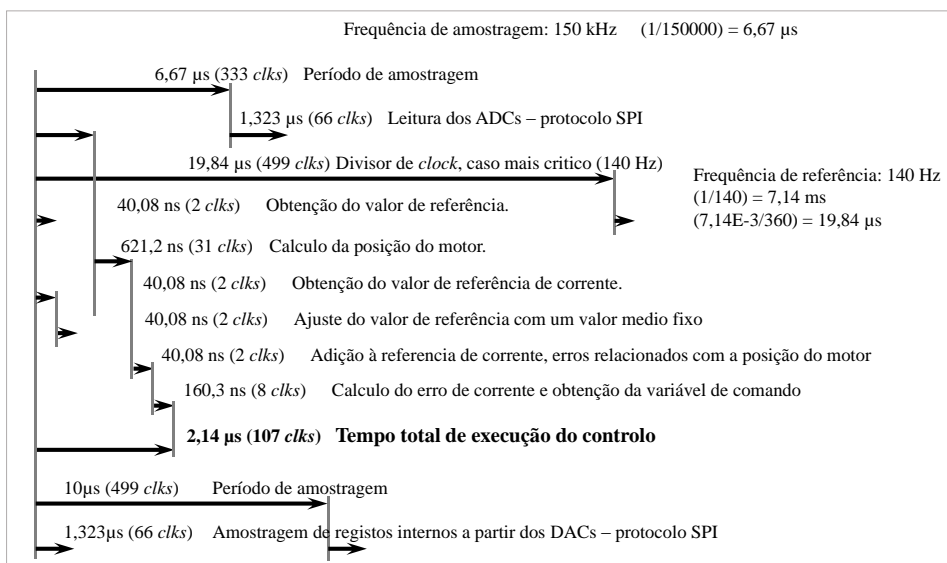 Frequência de amostragem: 150 kHz (1/150000) = 6,67 µs
6,67 µs (333 clks) Período de amostragem
1,323 µs (66 clks) Leitura dos ADCs – protocolo SPI
19,84 µs (499 clks) Divisor de clock, caso mais critico (140 Hz)
Frequência de referência: 140 Hz
(1/140) = 7,14 ms
(7,14E-3/360) = 19,84 µs
40,08 ns (2 clks) Obtenção do valor de referência.
621,2 ns (31 clks) Calculo da posição do motor.
40,08 ns (2 clks) Obtenção do valor de referência de corrente.
40,08 ns (2 clks) Ajuste do valor de referência com um valor medio fixo
40,08 ns (2 clks) Adição à referencia de corrente, erros relacionados com a posição do motor
160,3 ns (8 clks) Calculo do erro de corrente e obtenção da variável de comando
2,14 µs (107 clks) Tempo total de execução do controlo
10µs (499 clks) Período de amostragem
1,323µs (66 clks) Amostragem de registos internos a partir dos DACs – protocolo SPI